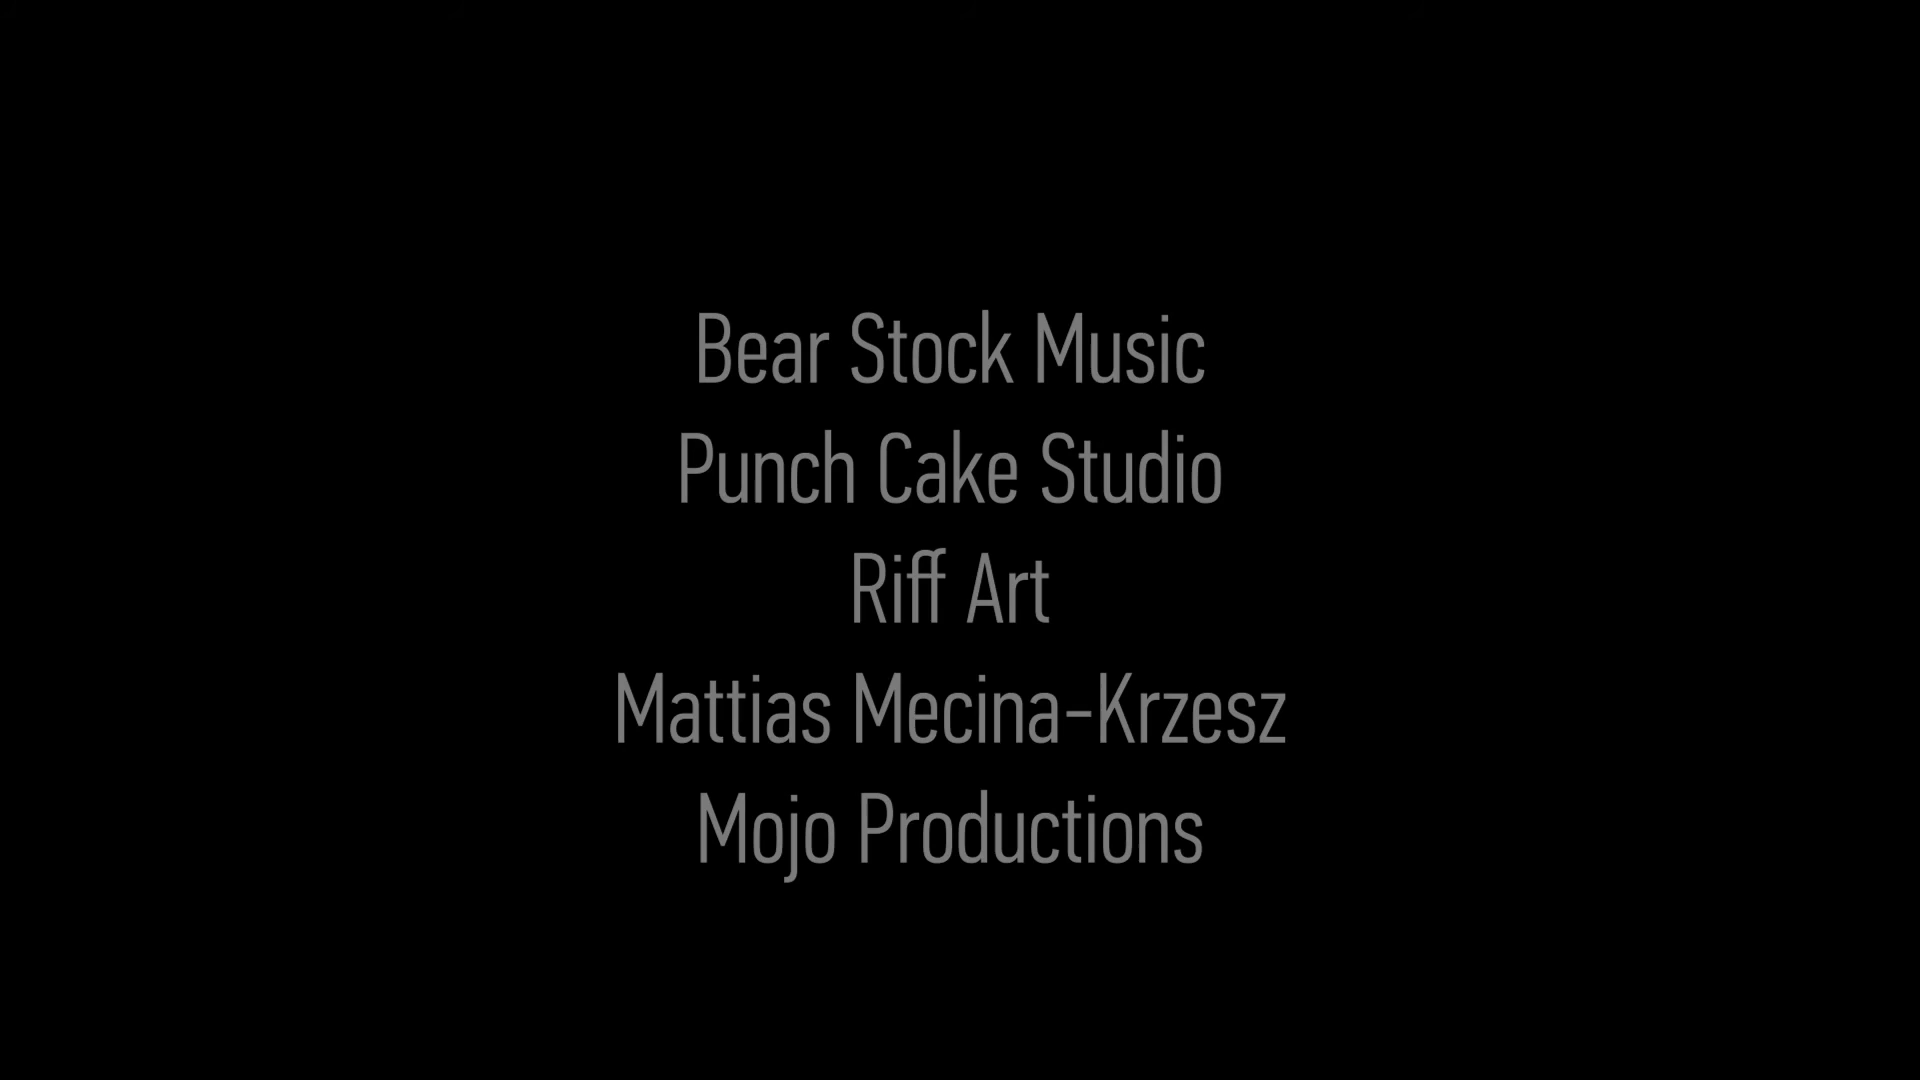 Bear Stock Music
Punch Cake Studio
Riff Art
Mattias Mecina-Krzesz
Mojo Productions